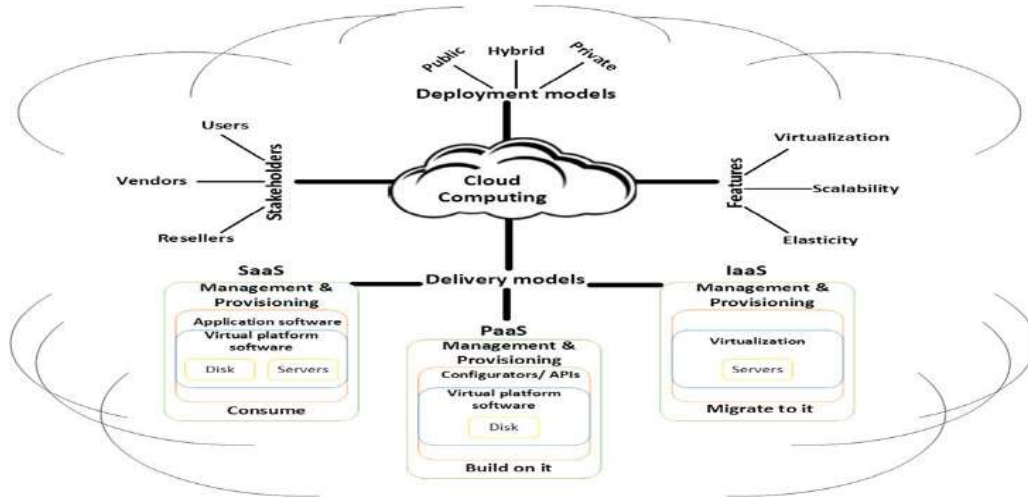 Public
Hybrid
Private
Deployment models
Users
Vendors
Resellers
Stakeholders
Cloud
Computing
Features
Virtualization
Scalability
Elasticity
Delivery models
SaaS
Management &
Provisioning
Application software
Virtual platform
software
Disk
Servers
Consume
PaaS
Management &
Provisioning
Configurators/ APIs
Virtual platform
software
Disk
Build on it
IaaS
Management &
Provisioning
Virtualization
Servers
Migrate to it